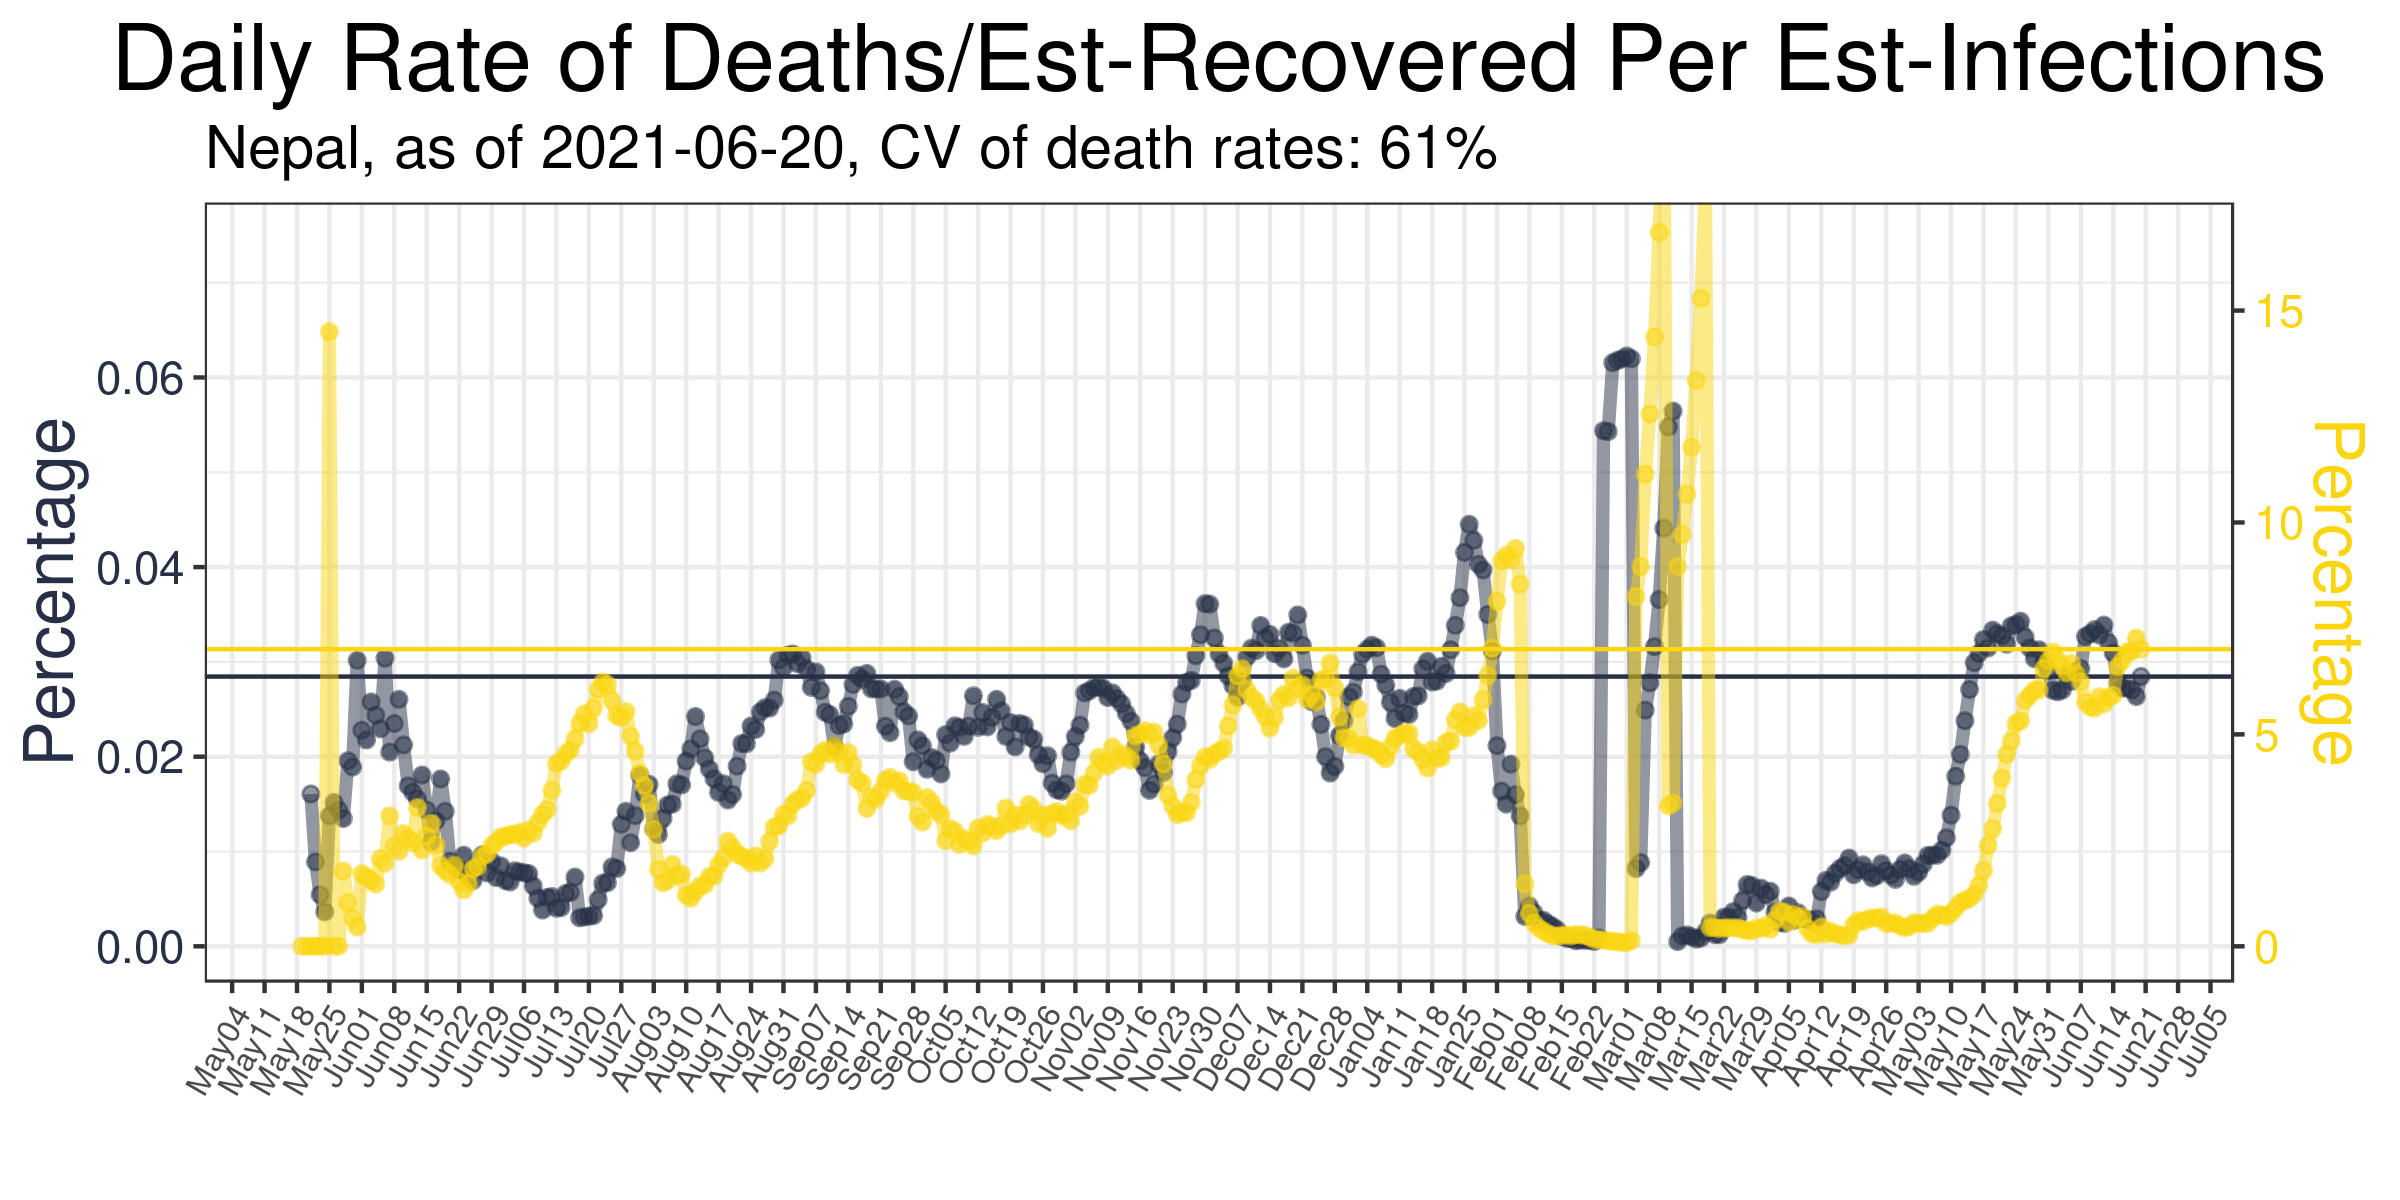 Daily Rate of Deaths/Est-Recovered Per Est-Infections
Nepal, as of 2021-06-20, CV of death rates: 61%
Percentage
0.06
0.04
0.02
0.00
15
10
5
0
Percentage
May04
May11
May18
May25
Jun01
Jun08
Jun15
Jun22
Jun29
Jul06
Jul13
Jul20
Jul27
Aug03
Aug10
Aug17
Aug24
Aug31
Sep07
Sep14
Sep21
Sep28
Oct05
Oct12
Oct19
Oct26
Nov02
Nov09
Nov16
Nov23
Nov30
Dec07
Dec14
Dec21
Dec28
Jan04
Jan11
Jan18
Jan25
Feb01
Feb08
Feb15
Feb22
Mar01
Mar08
Mar15
Mar22
Mar29
Apr05
Apr12
Apr19
Apr26
May03
May10
May17
May24
May31
Jun07
Jun14
Jun21
Jun28
Jul05